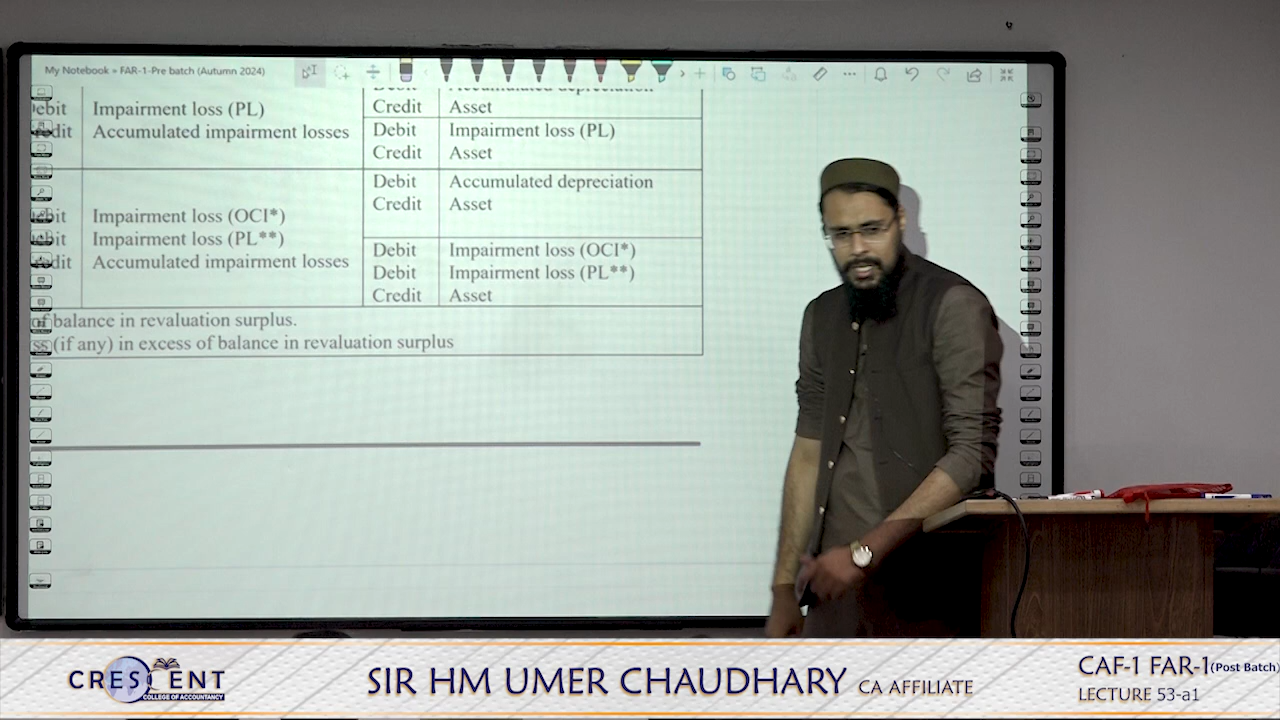 My Notebook » FAR-1-Pre batch (Autumn 2024)
Credit Asset
Impairment loss (PL)
Accumulated impairment losses
Debit Impairment loss (PL)
Credit Asset
Debit Accumulated depreciation
Credit Asset
Impairment loss (OCI*)
Impairment loss (PL**)
Accumulated impairment losses
Debit Impairment loss (OCI*)
Debit Impairment loss (PL**)
Credit Asset
of balance in revaluation surplus.
(if any) in excess of balance in revaluation surplus
CRESCENT
COLLEGE OF ACCOUNTANCY
SIR HM UMER CHAUDHARY CA AFFILIATE
CAF-1 FAR-1(Post Batch)
LECTURE 53-a1